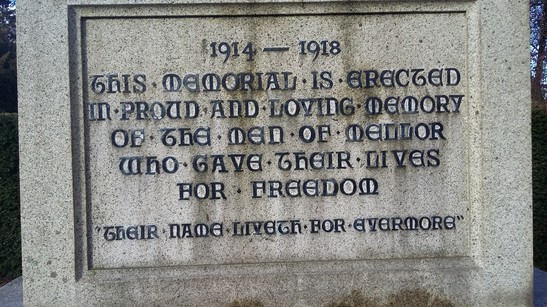 1914 — 1918
THIS · MEMORIAL · IS · ERECTED
IN · PROUD · AND · LOVING · MEMORY
OF · THE · MEN · OF · MELLOR
WHO · GAVE · THEIR · LIVES
FOR · FREEDOM
"THEIR · NAME · LIVETH · FOR · EVERMORE"